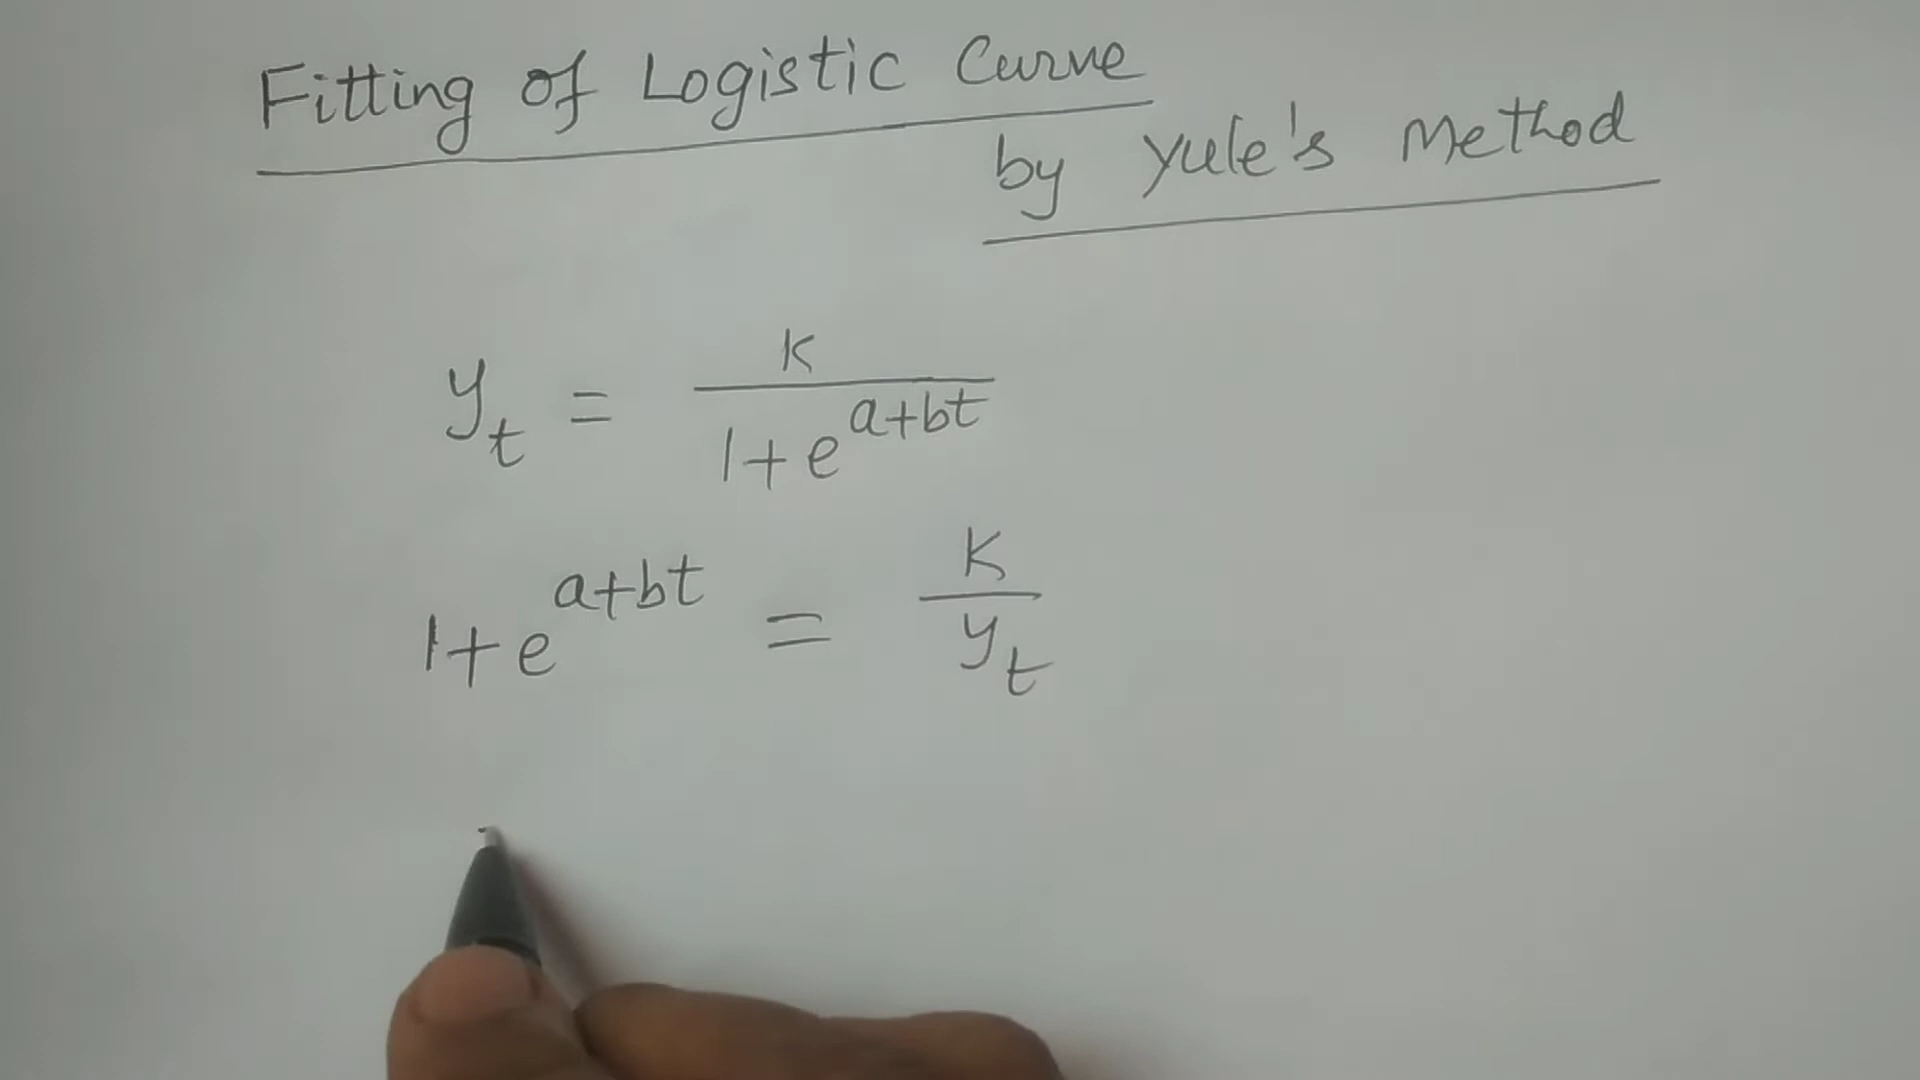 Fitting of Logistic Curve
by Yule's Method
y_t = k / (1+e^(a+bt))
1+e^(a+bt) = k / y_t